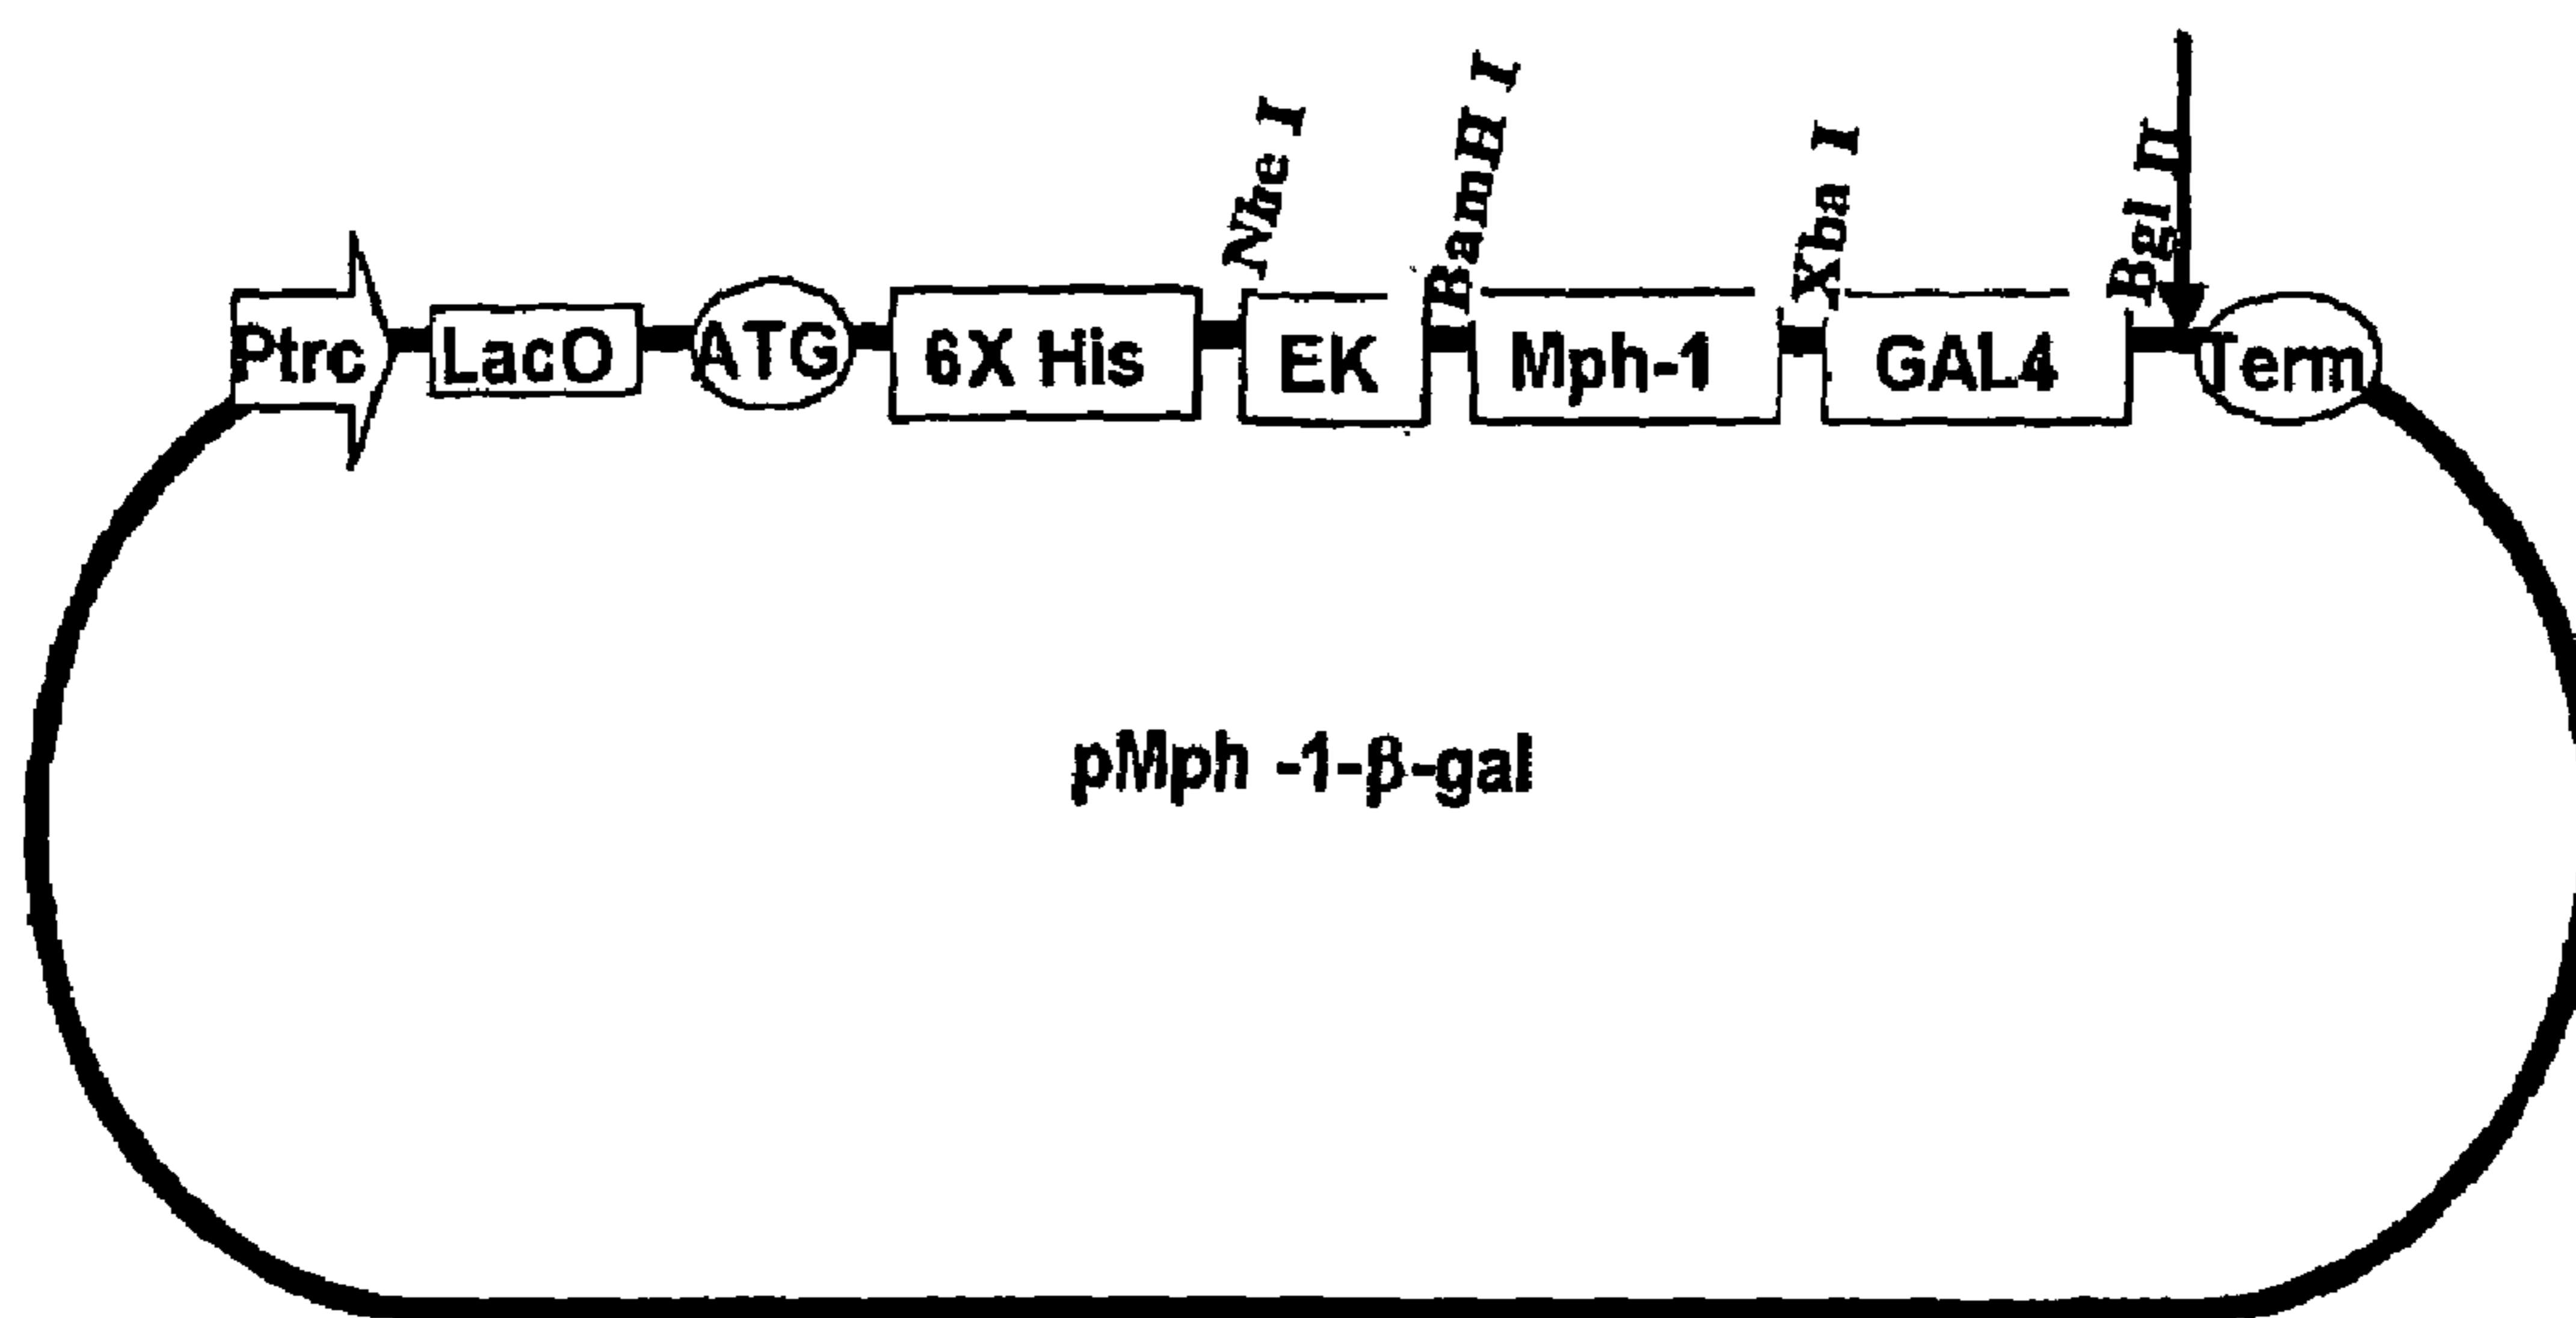 Nhe I
BamH I
Xba I
Bgl II
Ptrc LacO ATG 6X His EK Mph-1 GAL4 Term
pMph -1-β-gal